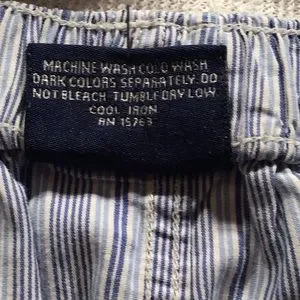 MACHINE WASH COLD WASH
DARK COLORS SEPARATELY. DO
NOT BLEACH TUMBLE DRY LOW
COOL IRON
RN 15763